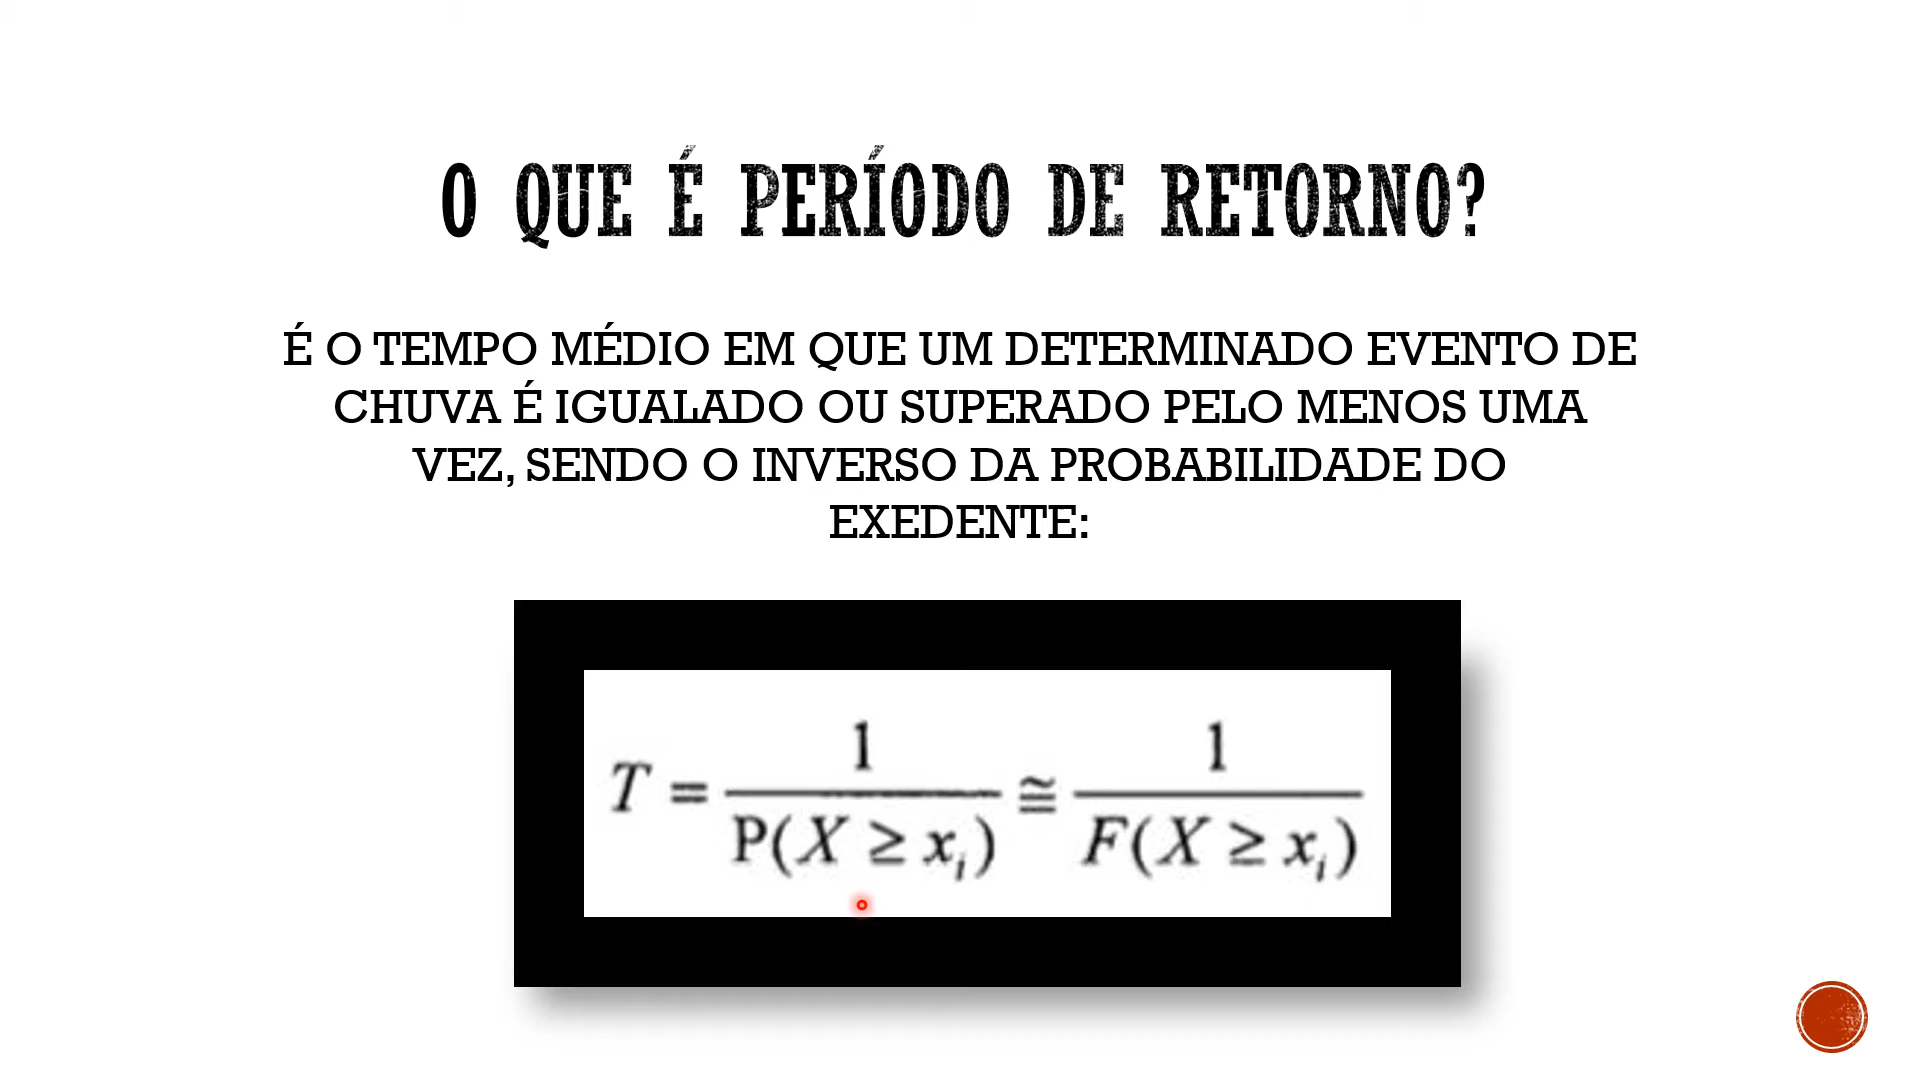 O QUE É PERÍODO DE RETORNO?
É O TEMPO MÉDIO EM QUE UM DETERMINADO EVENTO DE
CHUVA É IGUALADO OU SUPERADO PELO MENOS UMA
VEZ, SENDO O INVERSO DA PROBABILIDADE DO
EXEDENTE:
T = 1 / P(X ≥ xᵢ) ≅ 1 / F(X ≥ xᵢ)